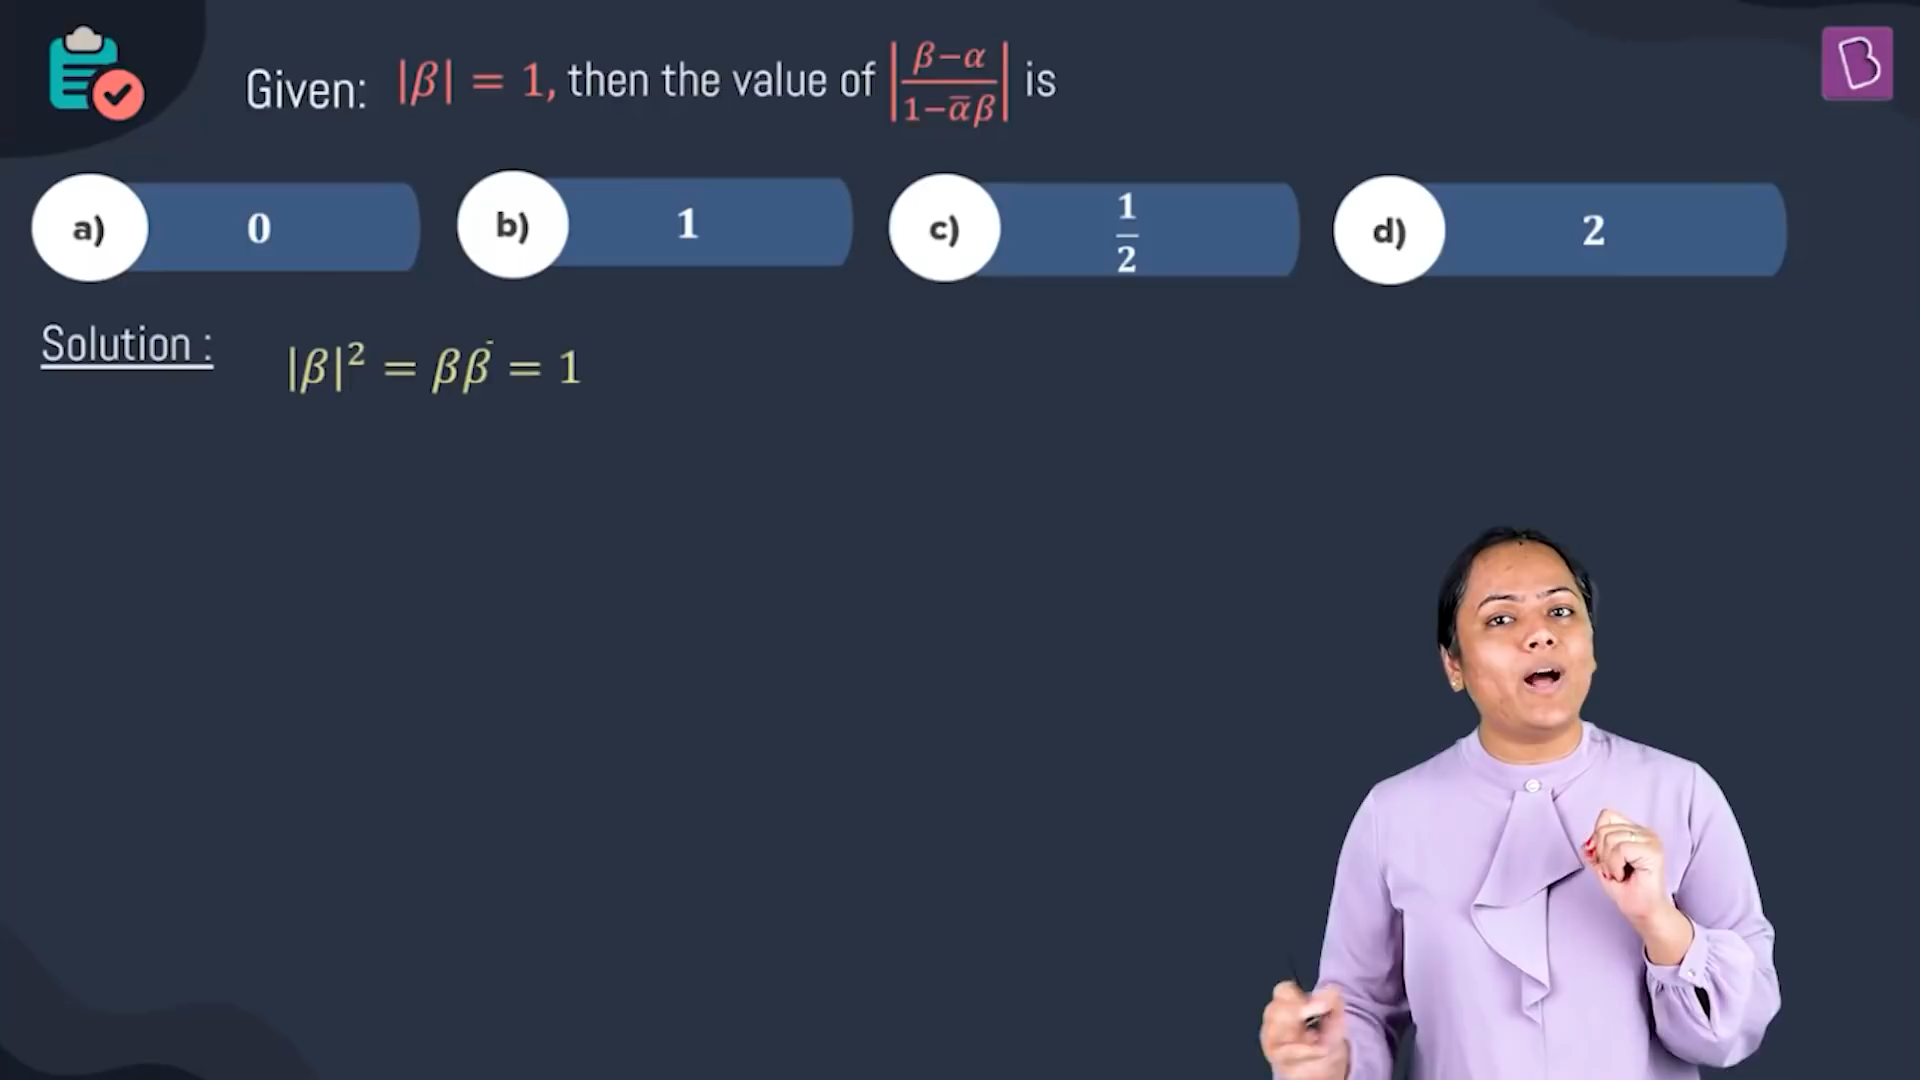 Given: |β| = 1, then the value of |β−α / 1−ᾱβ| is
a) 0
b) 1
c) 1/2
d) 2
Solution :
|β|² = ββ̄ = 1
B